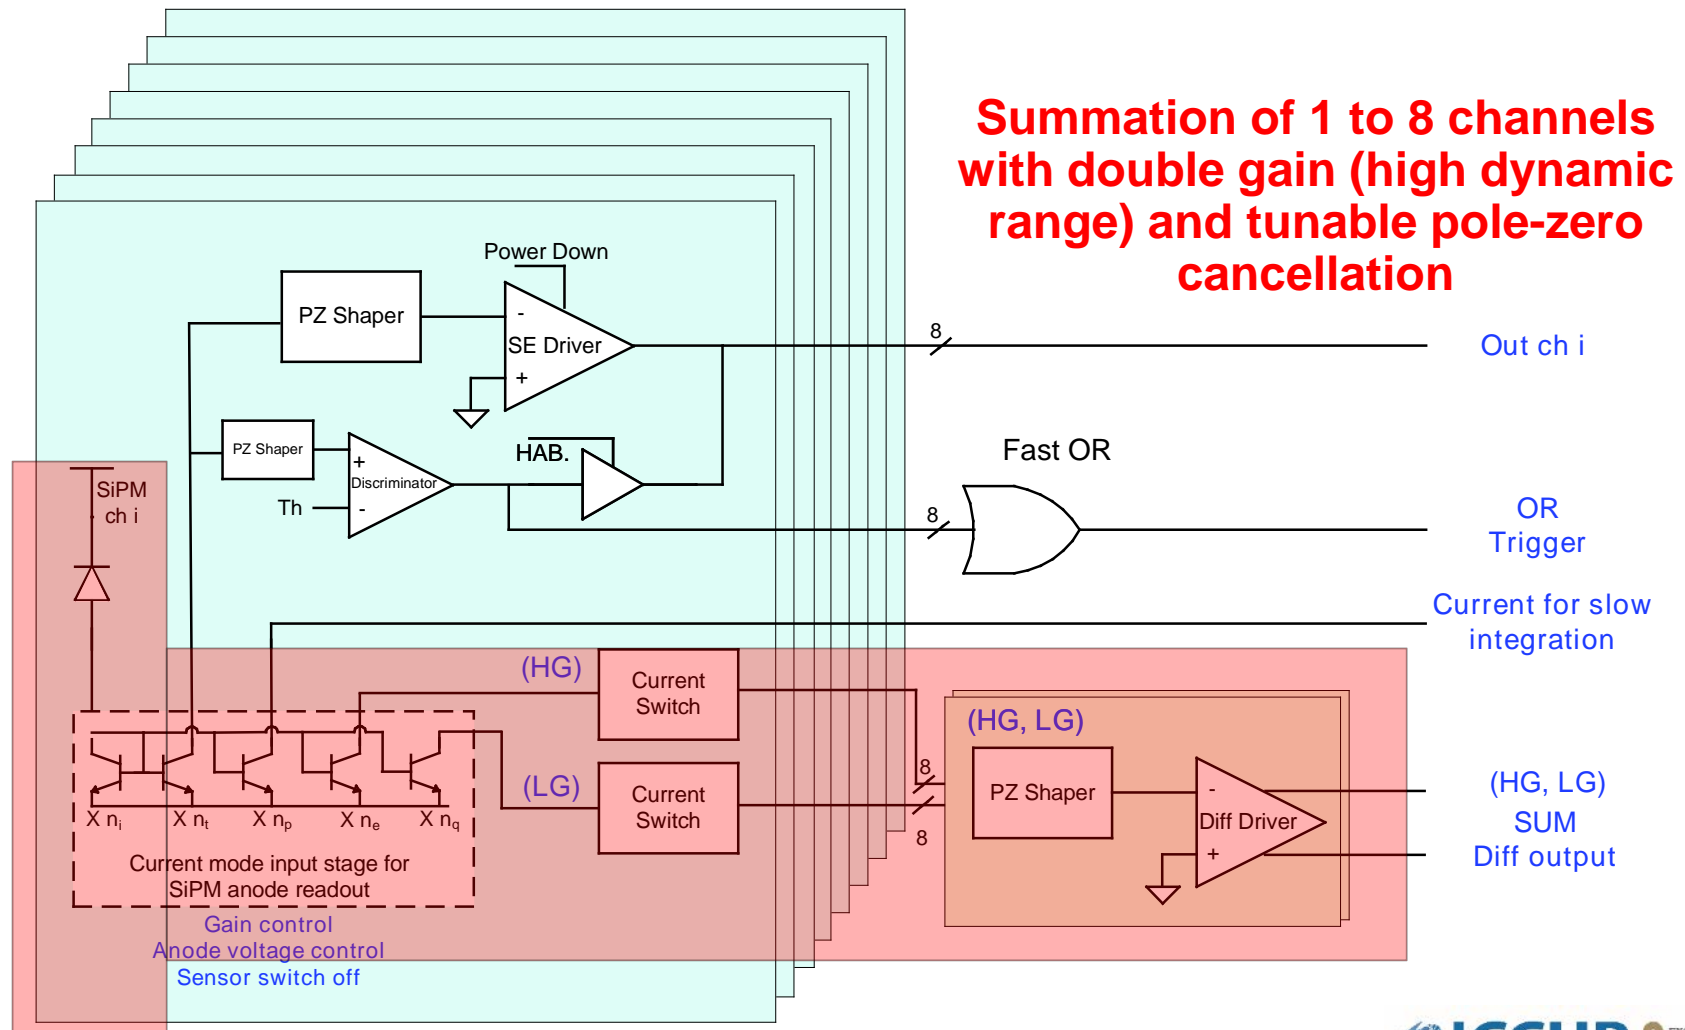 Summation of 1 to 8 channels
with double gain (high dynamic
range) and tunable pole-zero
cancellation
Power Down
PZ Shaper
-
SE Driver
+
8
Out ch i
PZ Shaper
+
Discriminator
-
Th
HAB.
Fast OR
8
OR
Trigger
SiPM
ch i
Current for slow
integration
(HG)
Current
Switch
(LG)
Current
Switch
8
8
(HG, LG)
PZ Shaper
-
Diff Driver
+
(HG, LG)
SUM
Diff output
X ni X nt X np X ne X nq
Current mode input stage for
SiPM anode readout
Gain control
Anode voltage control
Sensor switch off